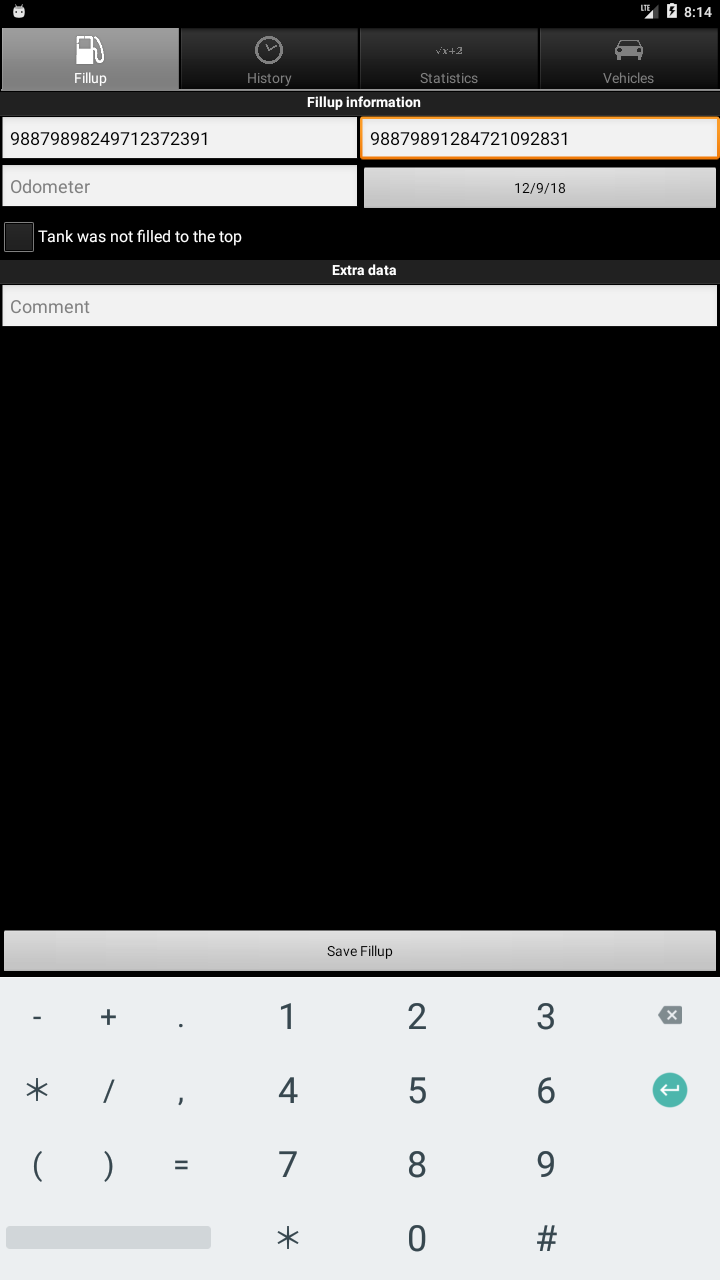 LTE 8:14
√x+2
Fillup History Statistics Vehicles
Fillup information
98879898249712372391 98879891284721092831
Odometer 12/9/18
Tank was not filled to the top
Extra data
Comment
Save Fillup
- + . 1 2 3
* / , 4 5 6
( ) = 7 8 9
* 0 #